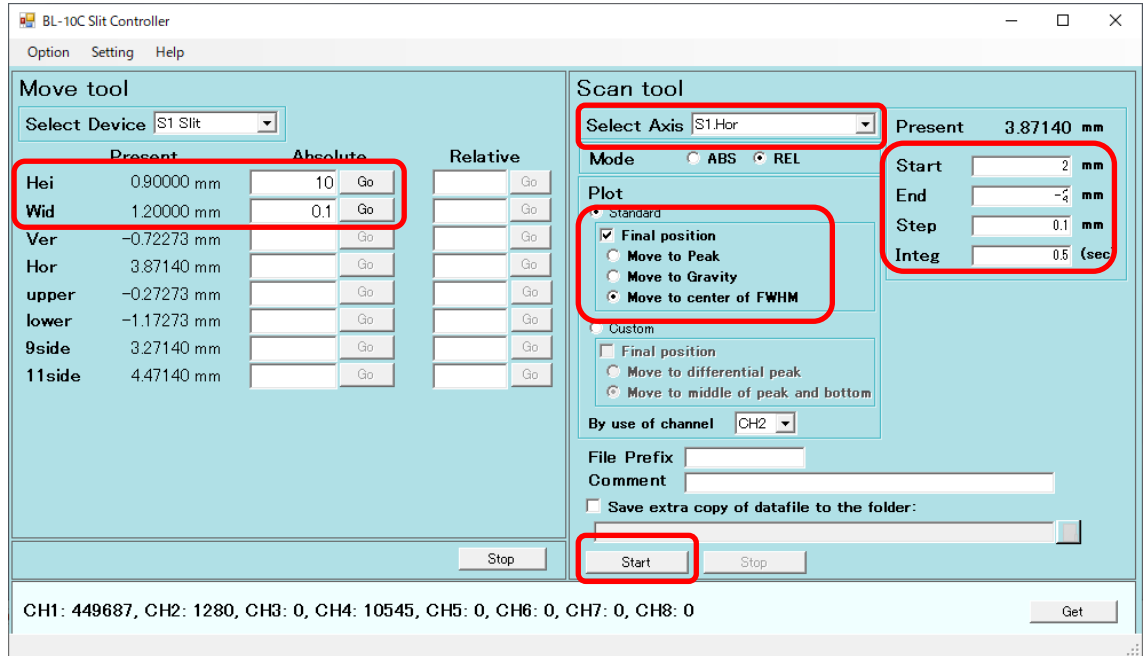 BL-10C Slit Controller
Option Setting Help
Move tool
Select Device S1 Slit
Present Absolute Relative
Hei 0.90000 mm 10 Go Go
Wid 1.20000 mm 0.1 Go Go
Ver -0.72273 mm Go Go
Hor 3.87140 mm Go Go
upper -0.27273 mm Go Go
lower -1.17273 mm Go Go
9side 3.27140 mm Go Go
11side 4.47140 mm Go Go
Stop
Scan tool
Select Axis S1.Hor
Mode ABS REL
Plot
Standard
Final position
Move to Peak
Move to Gravity
Move to center of FWHM
Custom
Final position
Move to differential peak
Move to middle of peak and bottom
By use of channel CH2
Present 3.87140 mm
Start 2 mm
End mm
Step 0.1 mm
Integ 0.5 (sec)
File Prefix
Comment
Save extra copy of datafile to the folder:
Start Stop
CH1: 449687, CH2: 1280, CH3: 0, CH4: 10545, CH5: 0, CH6: 0, CH7: 0, CH8: 0
Get